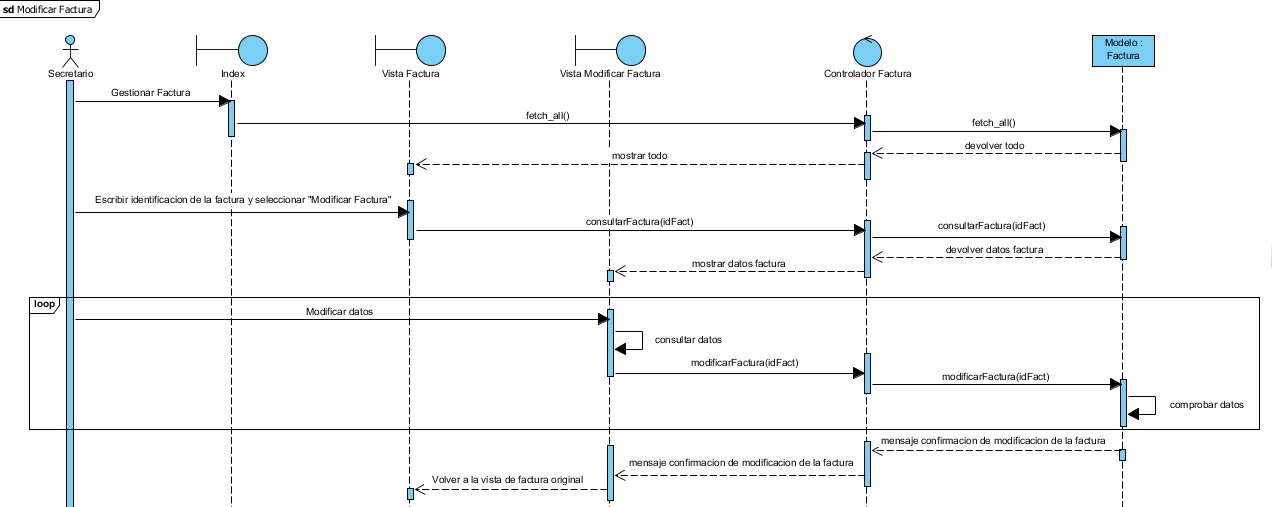 sd Modificar Factura
Secretario
Index
Vista Factura
Vista Modificar Factura
Controlador Factura
Modelo :
Factura
Gestionar Factura
fetch_all()
fetch_all()
devolver todo
mostrar todo
Escribir identificacion de la factura y seleccionar "Modificar Factura"
consultarFactura(idFact)
consultarFactura(idFact)
devolver datos factura
mostrar datos factura
loop
Modificar datos
consultar datos
modificarFactura(idFact)
modificarFactura(idFact)
comprobar datos
mensaje confirmacion de modificacion de la factura
mensaje confirmacion de modificacion de la factura
Volver a la vista de factura original